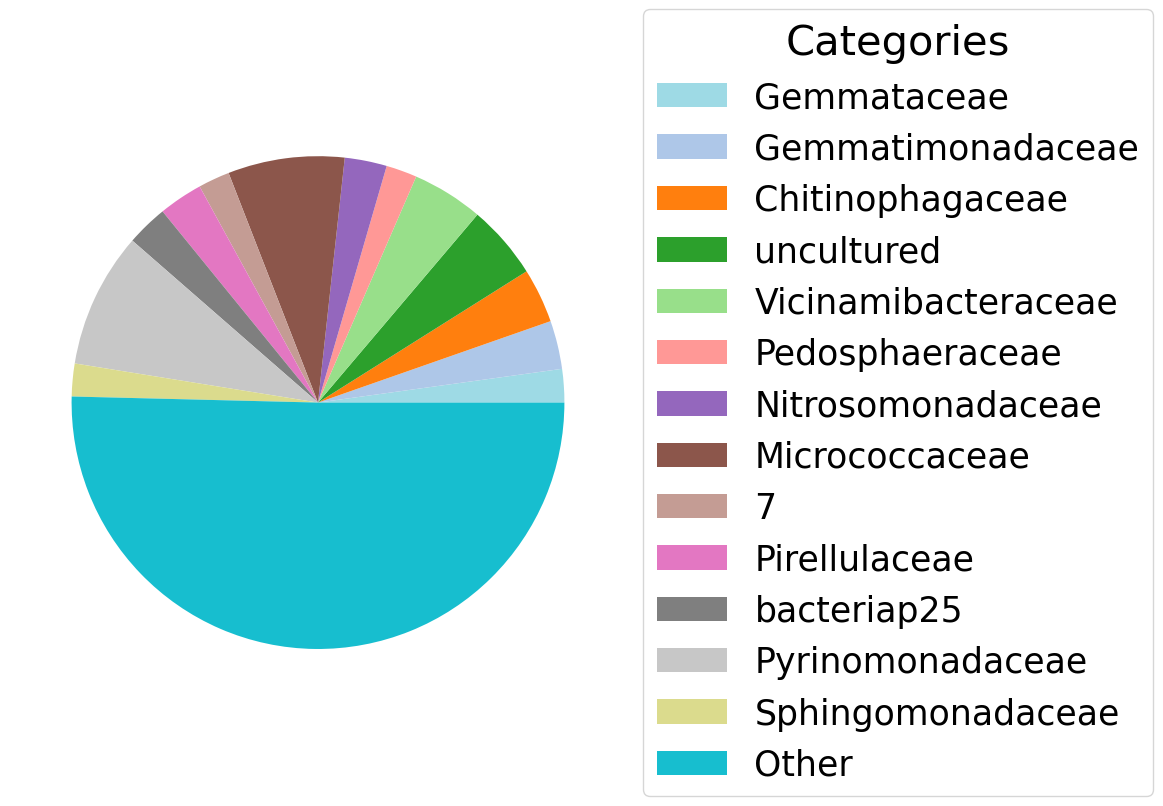 Categories
Gemmataceae
Gemmatimonadaceae
Chitinophagaceae
uncultured
Vicinamibacteraceae
Pedosphaeraceae
Nitrosomonadaceae
Micrococcaceae
7
Pirellulaceae
bacteriap25
Pyrinomonadaceae
Sphingomonadaceae
Other